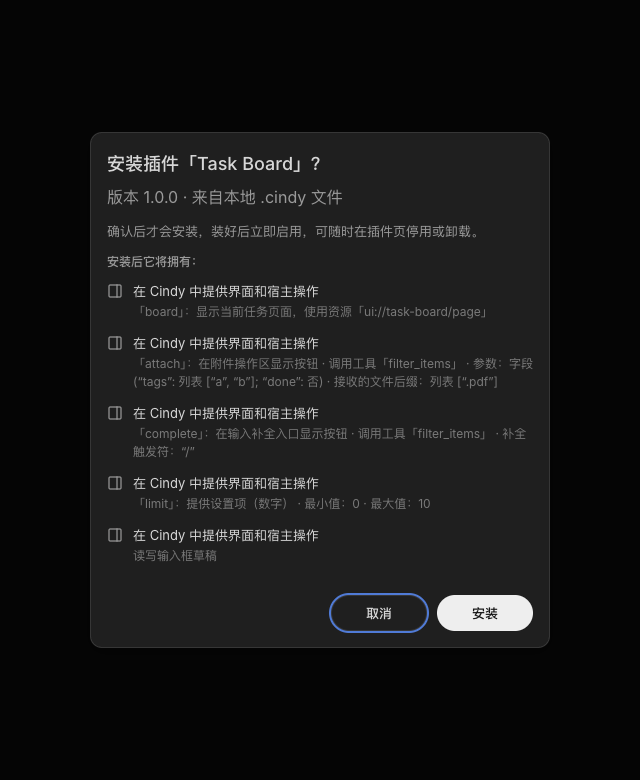 安装插件「Task Board」？
版本 1.0.0 · 来自本地 .cindy 文件
确认后才会安装，装好后立即启用，可随时在插件页停用或卸载。
安装后它将拥有：
在 Cindy 中提供界面和宿主操作
「board」：显示当前任务页面，使用资源「ui://task-board/page」
在 Cindy 中提供界面和宿主操作
「attach」：在附件操作区显示按钮 · 调用工具「filter_items」 · 参数：字段
(“tags”: 列表 [“a”, “b”]; “done”: 否) · 接收的文件后缀：列表 [“.pdf”]
在 Cindy 中提供界面和宿主操作
「complete」：在输入补全入口显示按钮 · 调用工具「filter_items」 · 补全
触发符：“/”
在 Cindy 中提供界面和宿主操作
「limit」：提供设置项（数字） · 最小值：0 · 最大值：10
在 Cindy 中提供界面和宿主操作
读写输入框草稿
取消
安装